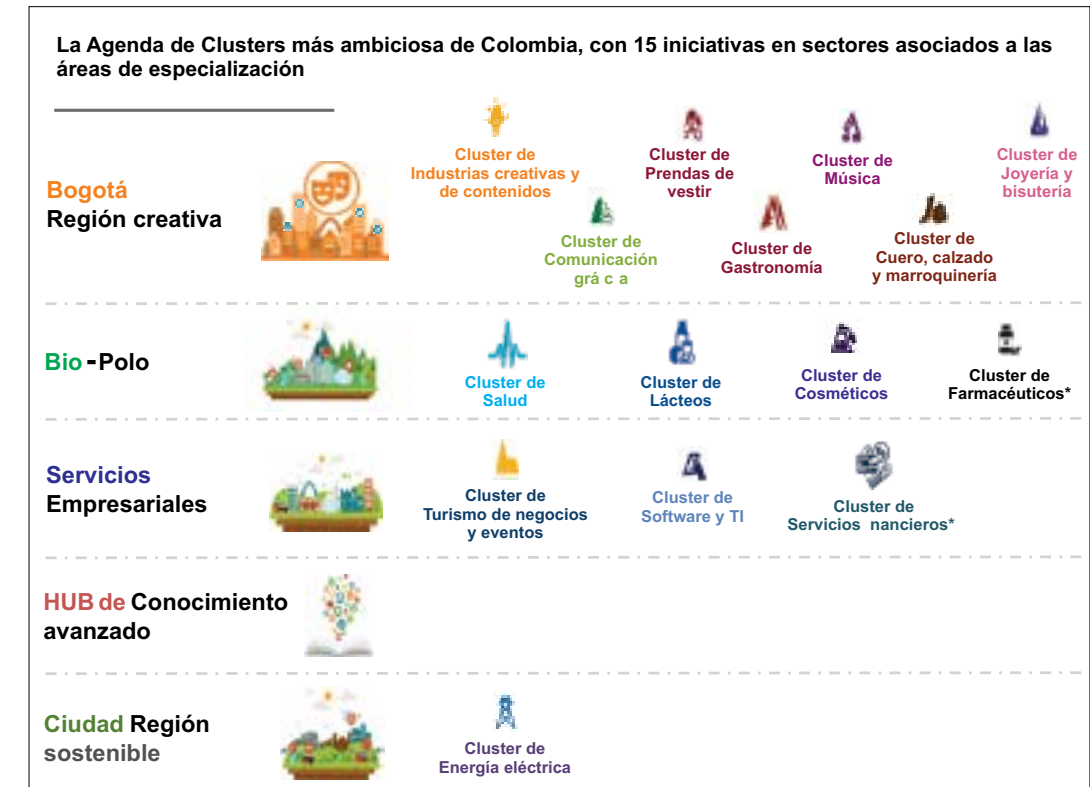 La Agenda de Clusters más ambiciosa de Colombia, con 15 iniciativas en sectores asociados a las
áreas de especialización
Bogotá
Región creativa
Cluster de
Industrias creativas y
de contenidos
Cluster de
Prendas de
vestir
Cluster de
Música
Cluster de
Joyería y
bisutería
Cluster de
Comunicación
grá c a
Cluster de
Gastronomía
Cluster de
Cuero, calzado
y marroquinería
Bio-Polo
Cluster de
Salud
Cluster de
Lácteos
Cluster de
Cosméticos
Cluster de
Farmacéuticos*
Servicios
Empresariales
Cluster de
Turismo de negocios
y eventos
Cluster de
Software y TI
Cluster de
Servicios nancieros*
HUB de Conocimiento
avanzado
Ciudad Región
sostenible
Cluster de
Energía eléctrica